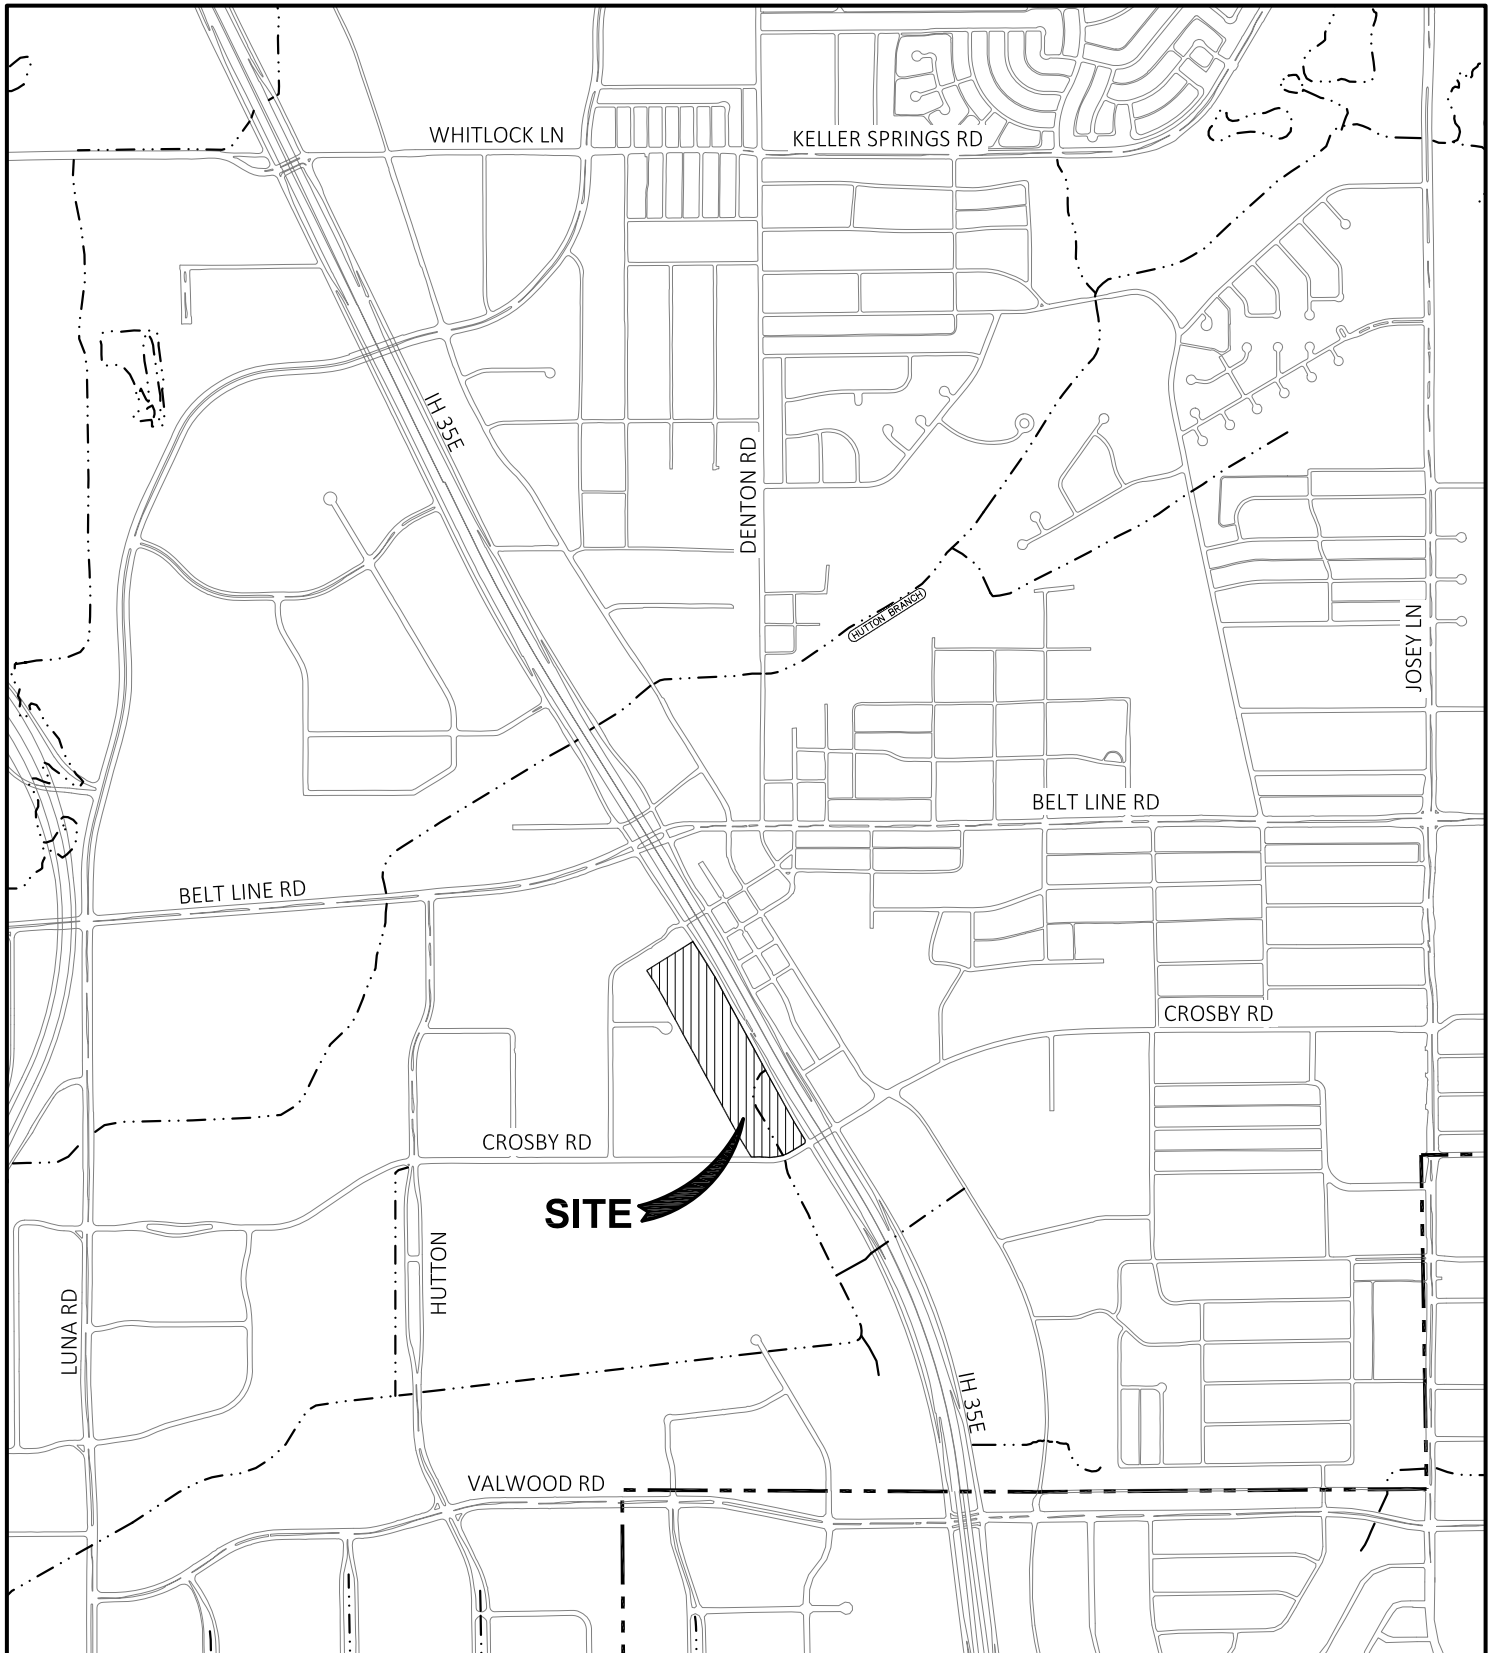 WHITLOCK LN
KELLER SPRINGS RD
IH 35E
DENTON RD
HUTTON BRANCH
JOSEY LN
BELT LINE RD
BELT LINE RD
CROSBY RD
CROSBY RD
SITE
HUTTON
LUNA RD
IH 35E
VALWOOD RD